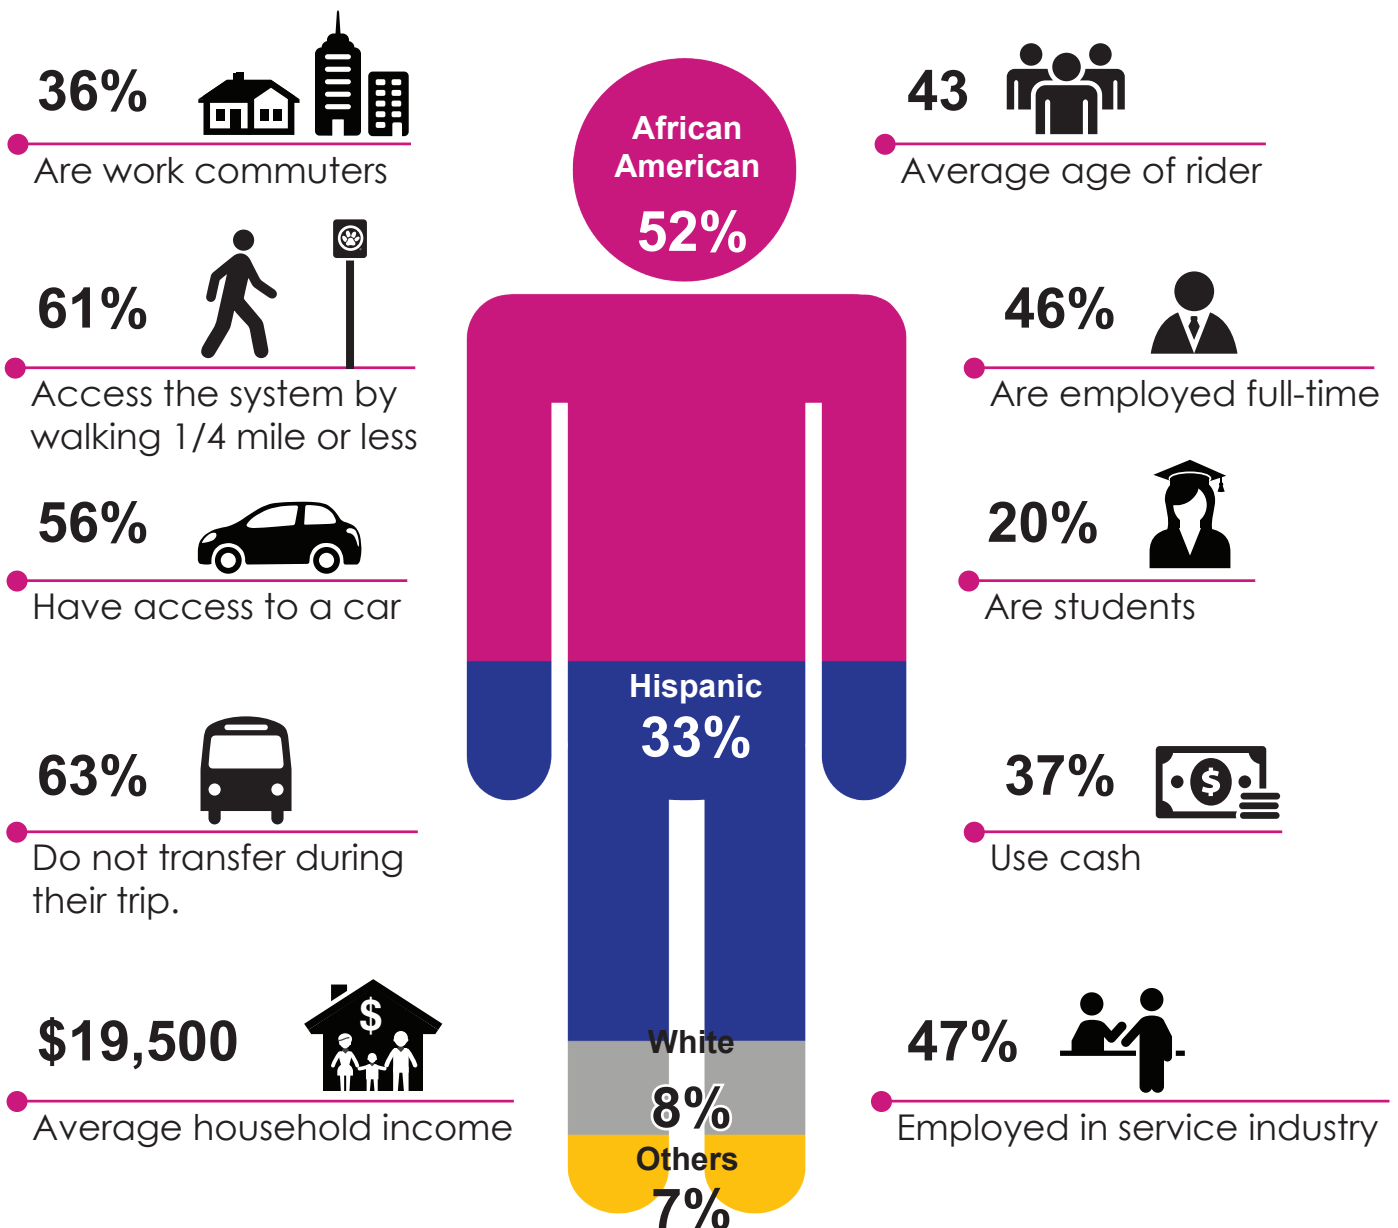 36%
Are work commuters
61%
Access the system by
walking 1/4 mile or less
56%
Have access to a car
63%
Do not transfer during
their trip.
$
$19,500
Average household income
African
American
52%
Hispanic
33%
White
8%
Others
7%
43
Average age of rider
46%
Are employed full-time
20%
Are students
$
37%
Use cash
47%
Employed in service industry